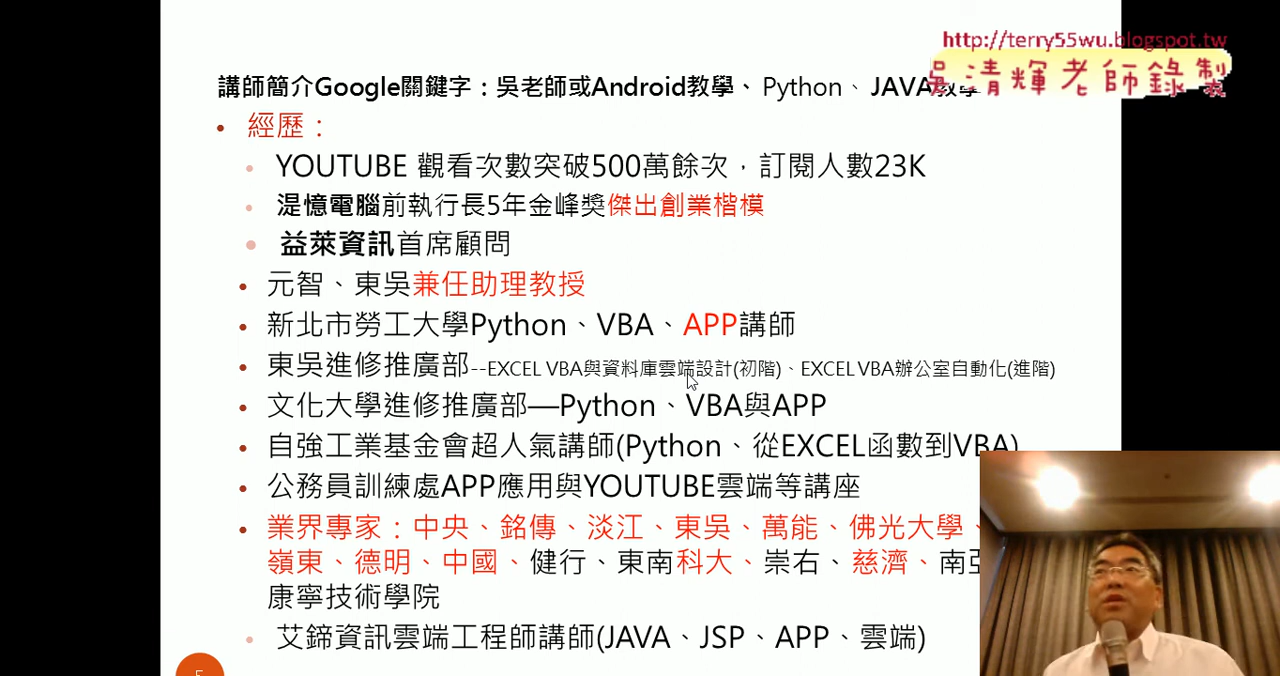 http://terry55wu.blogspot.tw
吳清輝老師錄製
講師簡介Google關鍵字：吳老師或Android教學、Python、JAVA教學
經歷：
YOUTUBE 觀看次數突破500萬餘次，訂閱人數23K
湜憶電腦前執行長5年金峰獎傑出創業楷模
益萊資訊首席顧問
元智、東吳兼任助理教授
新北市勞工大學Python、VBA、APP講師
東吳進修推廣部--EXCEL VBA與資料庫雲端設計(初階)、EXCEL VBA辦公室自動化(進階)
文化大學進修推廣部—Python、VBA與APP
自強工業基金會超人氣講師(Python、從EXCEL函數到VBA)
公務員訓練處APP應用與YOUTUBE雲端等講座
業界專家：中央、銘傳、淡江、東吳、萬能、佛光大學、
嶺東、德明、中國、健行、東南科大、崇右、慈濟、南亞
康寧技術學院
艾鍗資訊雲端工程師講師(JAVA、JSP、APP、雲端)
5